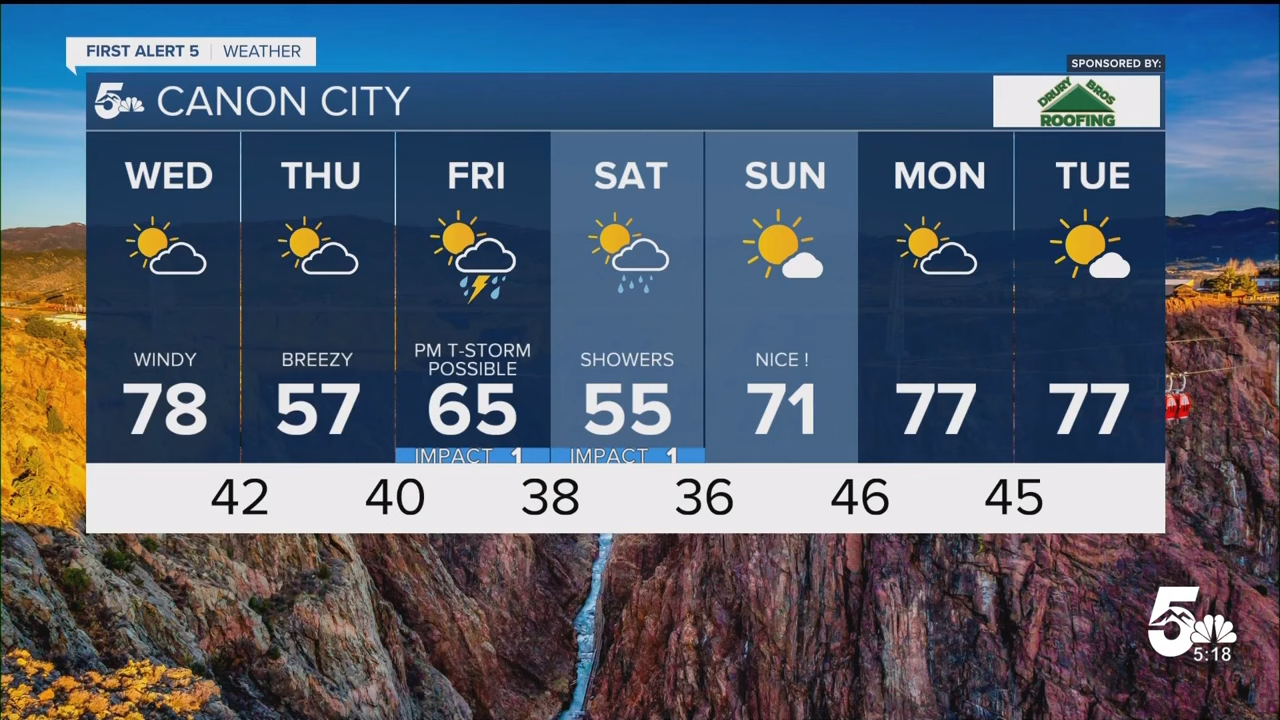 FIRST ALERT 5 | WEATHER
SPONSORED BY:
5 CANON CITY
DRURY BROS
ROOFING
WED THU FRI SAT SUN MON TUE
WINDY BREEZY PM T-STORM POSSIBLE SHOWERS NICE !
78 57 65 55 71 77 77
IMPACT 1 IMPACT 1
42 40 38 36 46 45
5
5:18